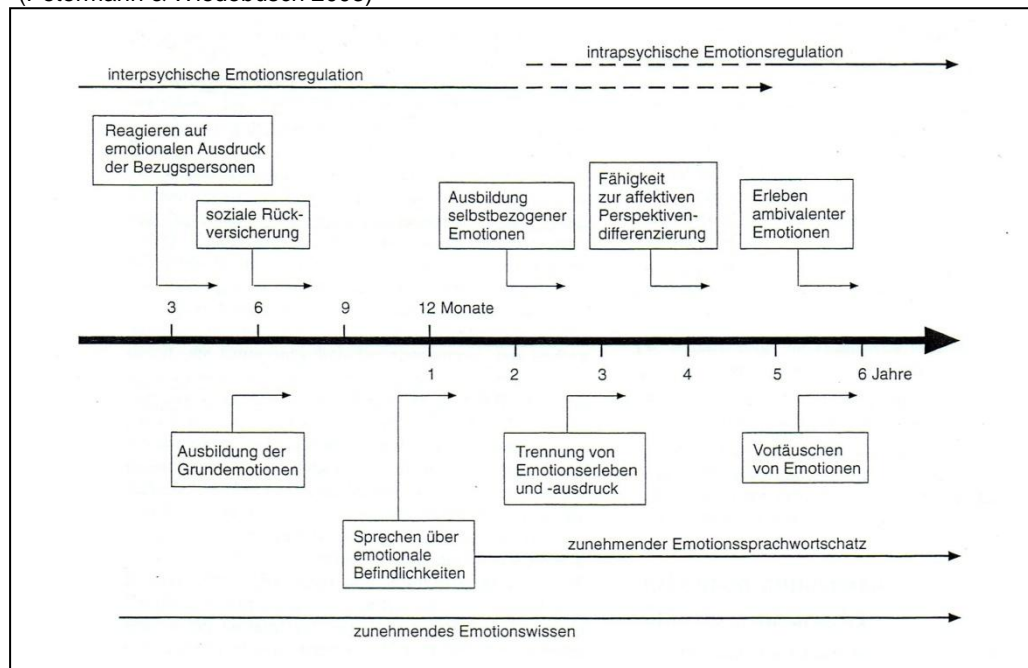 intrapsychische Emotionsregulation
interpsychische Emotionsregulation
Reagieren auf
emotionalen Ausdruck
der Bezugspersonen
soziale Rück-
versicherung
Ausbildung
selbstbezogener
Emotionen
Fähigkeit
zur affektiven
Perspektiven-
differenzierung
Erleben
ambivalenter
Emotionen
3 6 9 12 Monate
1 2 3 4 5 6 Jahre
Ausbildung der
Grundemotionen
Trennung von
Emotionserleben
und -ausdruck
Vortäuschen
von Emotionen
Sprechen über
emotionale
Befindlichkeiten
zunehmender Emotionssprachwortschatz
zunehmendes Emotionswissen